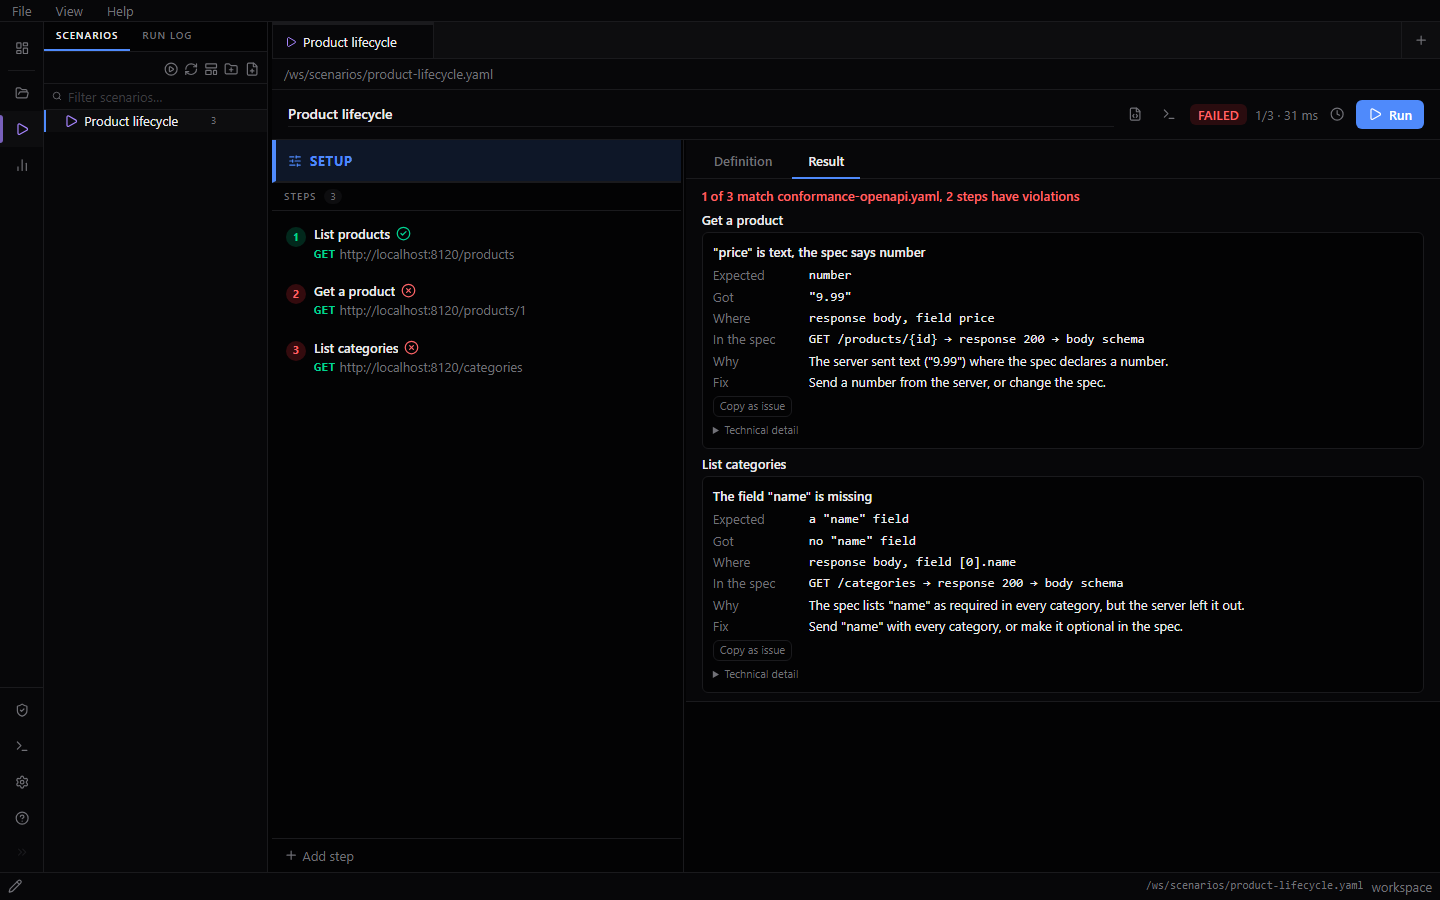 File View Help
SCENARIOS RUN LOG
Filter scenarios...
Product lifecycle 3
Product lifecycle
/ws/scenarios/product-lifecycle.yaml
Product lifecycle
FAILED 1/3 · 31 ms Run
SETUP
STEPS 3
1 List products
GET http://localhost:8120/products
2 Get a product
GET http://localhost:8120/products/1
3 List categories
GET http://localhost:8120/categories
Add step
Definition Result
1 of 3 match conformance-openapi.yaml, 2 steps have violations
Get a product
"price" is text, the spec says number
Expected number
Got "9.99"
Where response body, field price
In the spec GET /products/{id} → response 200 → body schema
Why The server sent text ("9.99") where the spec declares a number.
Fix Send a number from the server, or change the spec.
Copy as issue
Technical detail
List categories
The field "name" is missing
Expected a "name" field
Got no "name" field
Where response body, field [0].name
In the spec GET /categories → response 200 → body schema
Why The spec lists "name" as required in every category, but the server left it out.
Fix Send "name" with every category, or make it optional in the spec.
Copy as issue
Technical detail
/ws/scenarios/product-lifecycle.yaml workspace